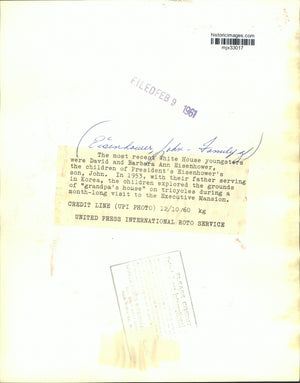 historicimages.com
mjx33017
FILED FEB 9 1961
(Eisenhower, John - Family of)
The most recent White House youngsters
were David and Barbara Ann Eisenhower,
the children of President's Eisenhower's
son, John. In 1953, with their father serving
in Korea, the children explored the grounds
of "grandpa's house" on tricycles during a
month-long visit to the Executive Mansion.
CREDIT LINE (UPI PHOTO) 12/10/60 kg
UNITED PRESS INTERNATIONAL ROTO SERVICE